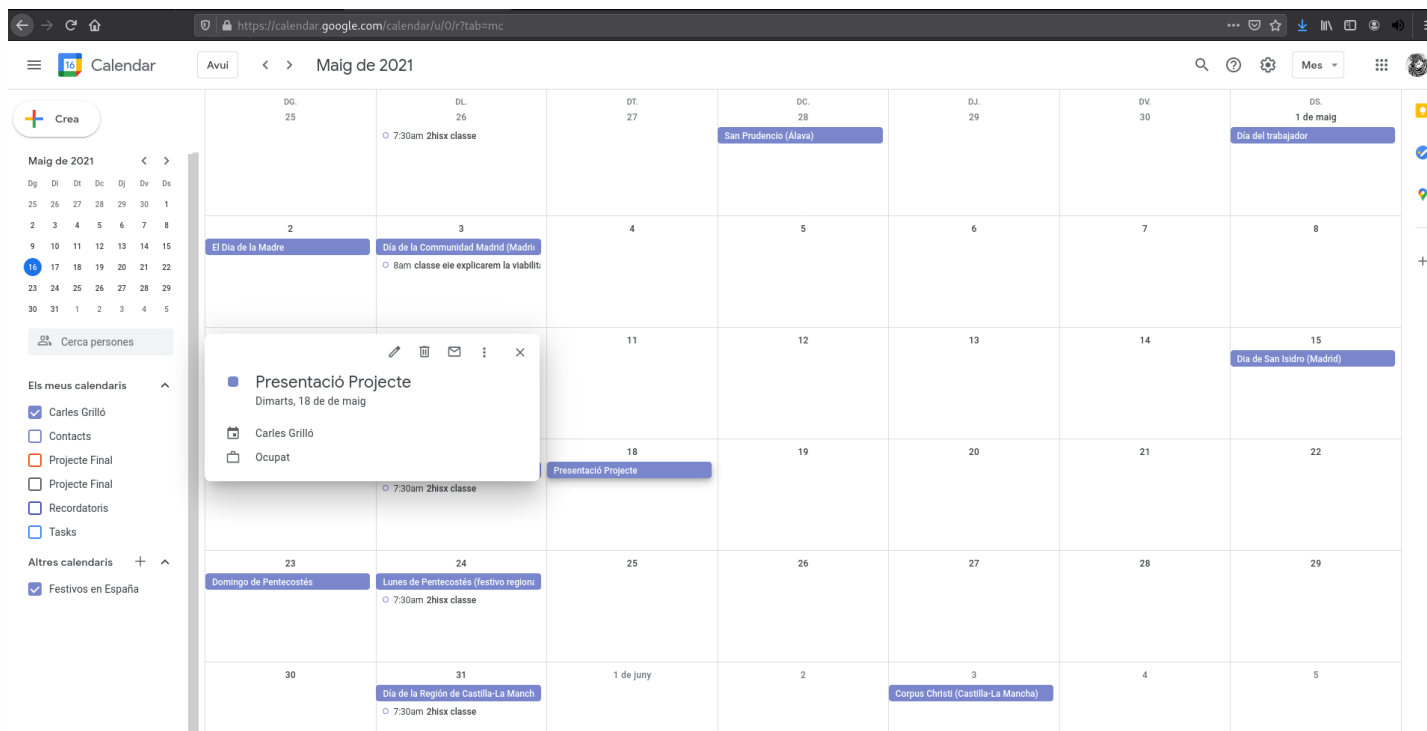 https://calendar.google.com/calendar/u/0/r?tab=mc
16 Calendar Avui Maig de 2021 Mes
Crea
Maig de 2021
Dg Dl Dt Dc Dj Dv Ds
25 26 27 28 29 30 1
2 3 4 5 6 7 8
9 10 11 12 13 14 15
16 17 18 19 20 21 22
23 24 25 26 27 28 29
30 31 1 2 3 4 5
Cerca persones
Els meus calendaris
Carles Grilló
Contacts
Projecte Final
Projecte Final
Recordatoris
Tasks
Altres calendaris
Festivos en España
DG. DL. DT. DC. DJ. DV. DS.
25 26 27 28 29 30 1 de maig
7:30am 2hisx classe San Prudencio (Álava) Día del trabajador
2 3 4 5 6 7 8
El Dia de la Madre Día de la Communidad Madrid (Madri
8am classe eie explicarem la viabilit
11 12 13 14 15
Dia de San Isidro (Madrid)
Presentació Projecte
Dimarts, 18 de de maig
Carles Grilló
Ocupat
18 19 20 21 22
Presentació Projecte
7:30am 2hisx classe
23 24 25 26 27 28 29
Domingo de Pentecostés Lunes de Pentecostés (festivo regiona
7:30am 2hisx classe
30 31 1 de juny 2 3 4 5
Día de la Región de Castilla-La Manch Corpus Christi (Castilla-La Mancha)
7:30am 2hisx classe